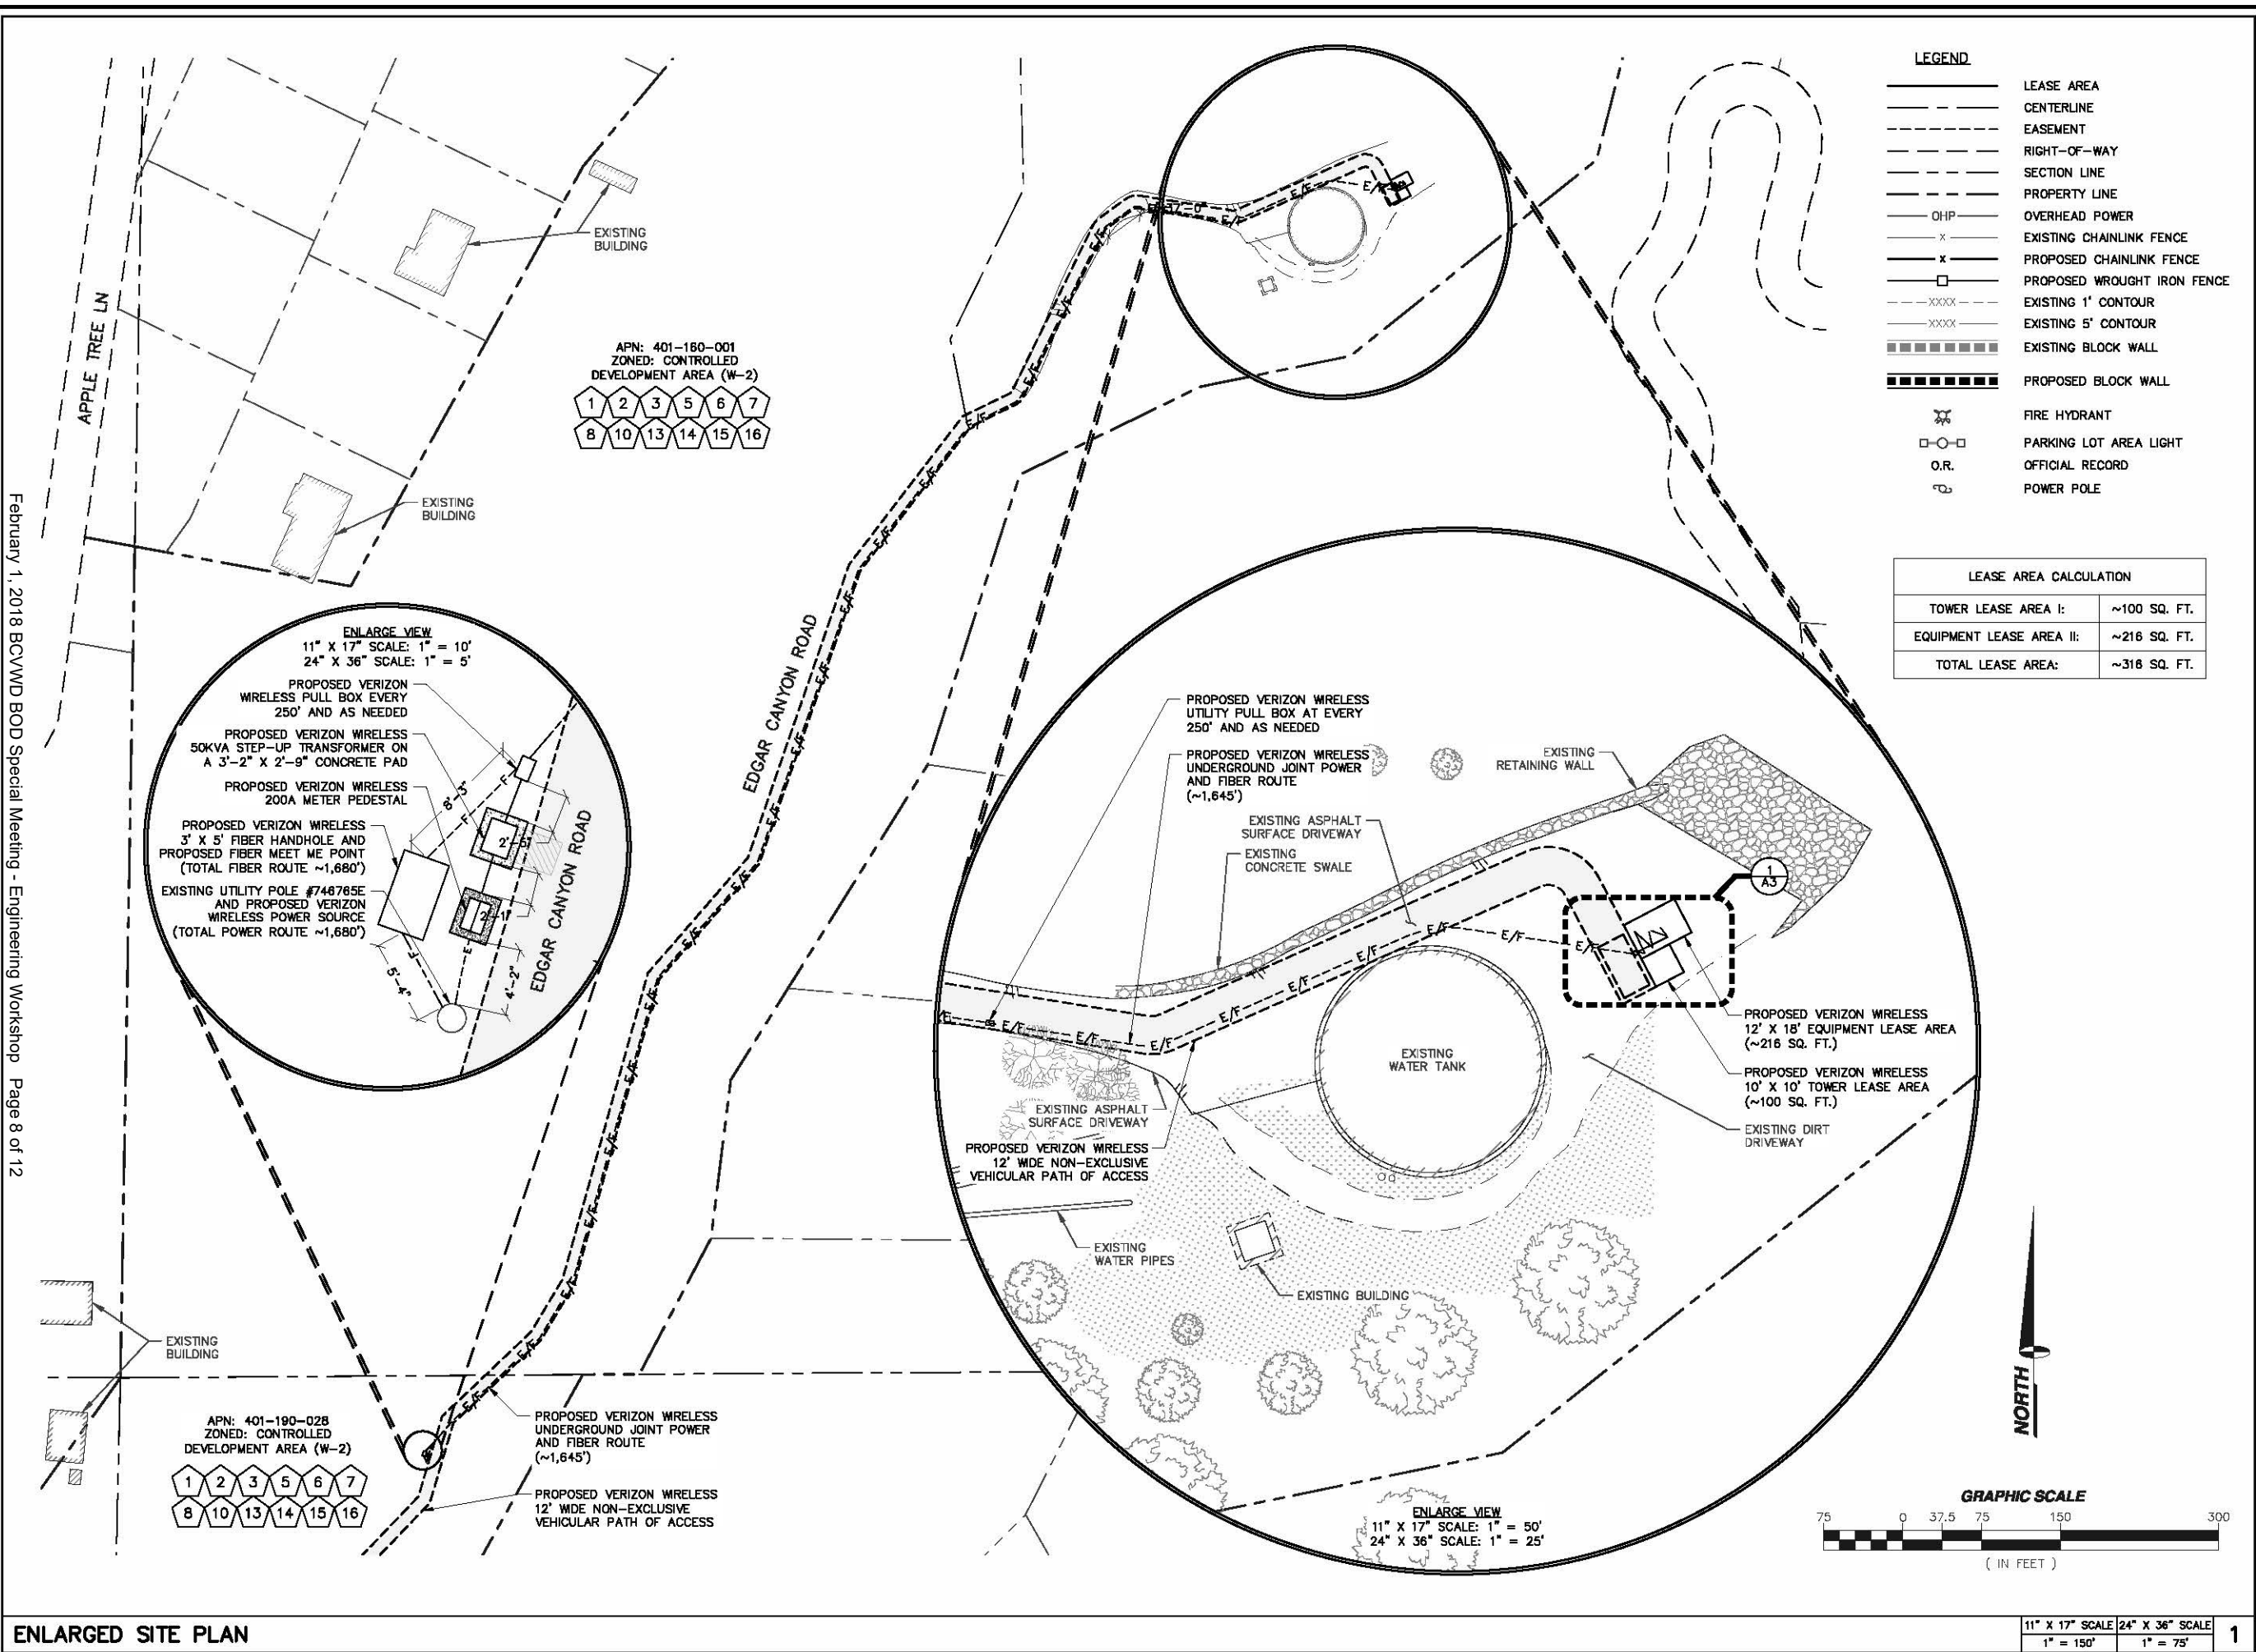 LEGEND
LEASE AREA
CENTERLINE
EASEMENT
RIGHT-OF-WAY
SECTION LINE
PROPERTY LINE
OHP
OVERHEAD POWER
X
EXISTING CHAINLINK FENCE
X
PROPOSED CHAINLINK FENCE
PROPOSED WROUGHT IRON FENCE
XXXX
EXISTING 1' CONTOUR
XXXX
EXISTING 5' CONTOUR
EXISTING BLOCK WALL
PROPOSED BLOCK WALL
FIRE HYDRANT
PARKING LOT AREA LIGHT
O.R.
OFFICIAL RECORD
POWER POLE
LEASE AREA CALCULATION
TOWER LEASE AREA I: ~100 SQ. FT.
EQUIPMENT LEASE AREA II: ~216 SQ. FT.
TOTAL LEASE AREA: ~316 SQ. FT.
APPLE TREE LN
EXISTING
BUILDING
EXISTING
BUILDING
APN: 401-160-001
ZONED: CONTROLLED
DEVELOPMENT AREA (W-2)
1 2 3 5 6 7
8 10 13 14 15 16
EDGAR CANYON ROAD
E/F
ENLARGE VIEW
11" X 17" SCALE: 1" = 10'
24" X 36" SCALE: 1" = 5'
PROPOSED VERIZON
WIRELESS PULL BOX EVERY
250' AND AS NEEDED
PROPOSED VERIZON WIRELESS
50KVA STEP-UP TRANSFORMER ON
A 3'-2" X 2'-9" CONCRETE PAD
PROPOSED VERIZON WIRELESS
200A METER PEDESTAL
PROPOSED VERIZON WIRELESS
3' X 5' FIBER HANDHOLE AND
PROPOSED FIBER MEET ME POINT
(TOTAL FIBER ROUTE ~1,680')
EXISTING UTILITY POLE #746765E
AND PROPOSED VERIZON
WIRELESS POWER SOURCE
(TOTAL POWER ROUTE ~1,680')
8'-3"
F
F
2'-1"
5'-4"
F
E
4'-2"
EDGAR CANYON ROAD
PROPOSED VERIZON WIRELESS
UTILITY PULL BOX AT EVERY
250' AND AS NEEDED
PROPOSED VERIZON WIRELESS
UNDERGROUND JOINT POWER
AND FIBER ROUTE
(~1,645')
EXISTING ASPHALT
SURFACE DRIVEWAY
EXISTING
CONCRETE SWALE
EXISTING
RETAINING WALL
1
A3
E/F
EXISTING
WATER TANK
PROPOSED VERIZON WIRELESS
12' X 18' EQUIPMENT LEASE AREA
(~216 SQ. FT.)
PROPOSED VERIZON WIRELESS
10' X 10' TOWER LEASE AREA
(~100 SQ. FT.)
EXISTING DIRT
DRIVEWAY
EXISTING ASPHALT
SURFACE DRIVEWAY
PROPOSED VERIZON WIRELESS
12' WIDE NON-EXCLUSIVE
VEHICULAR PATH OF ACCESS
EXISTING
WATER PIPES
EXISTING BUILDING
ENLARGE VIEW
11" X 17" SCALE: 1" = 50'
24" X 36" SCALE: 1" = 25'
EXISTING
BUILDING
APN: 401-190-028
ZONED: CONTROLLED
DEVELOPMENT AREA (W-2)
1 2 3 5 6 7
8 10 13 14 15 16
PROPOSED VERIZON WIRELESS
UNDERGROUND JOINT POWER
AND FIBER ROUTE
(~1,645')
PROPOSED VERIZON WIRELESS
12' WIDE NON-EXCLUSIVE
VEHICULAR PATH OF ACCESS
NORTH
GRAPHIC SCALE
75 0 37.5 75 150 300
( IN FEET )
February 1, 2018 BCVWD BOD Special Meeting - Engineering Workshop Page 8 of 12
ENLARGED SITE PLAN
11" X 17" SCALE 24" X 36" SCALE
1" = 150' 1" = 75'
1